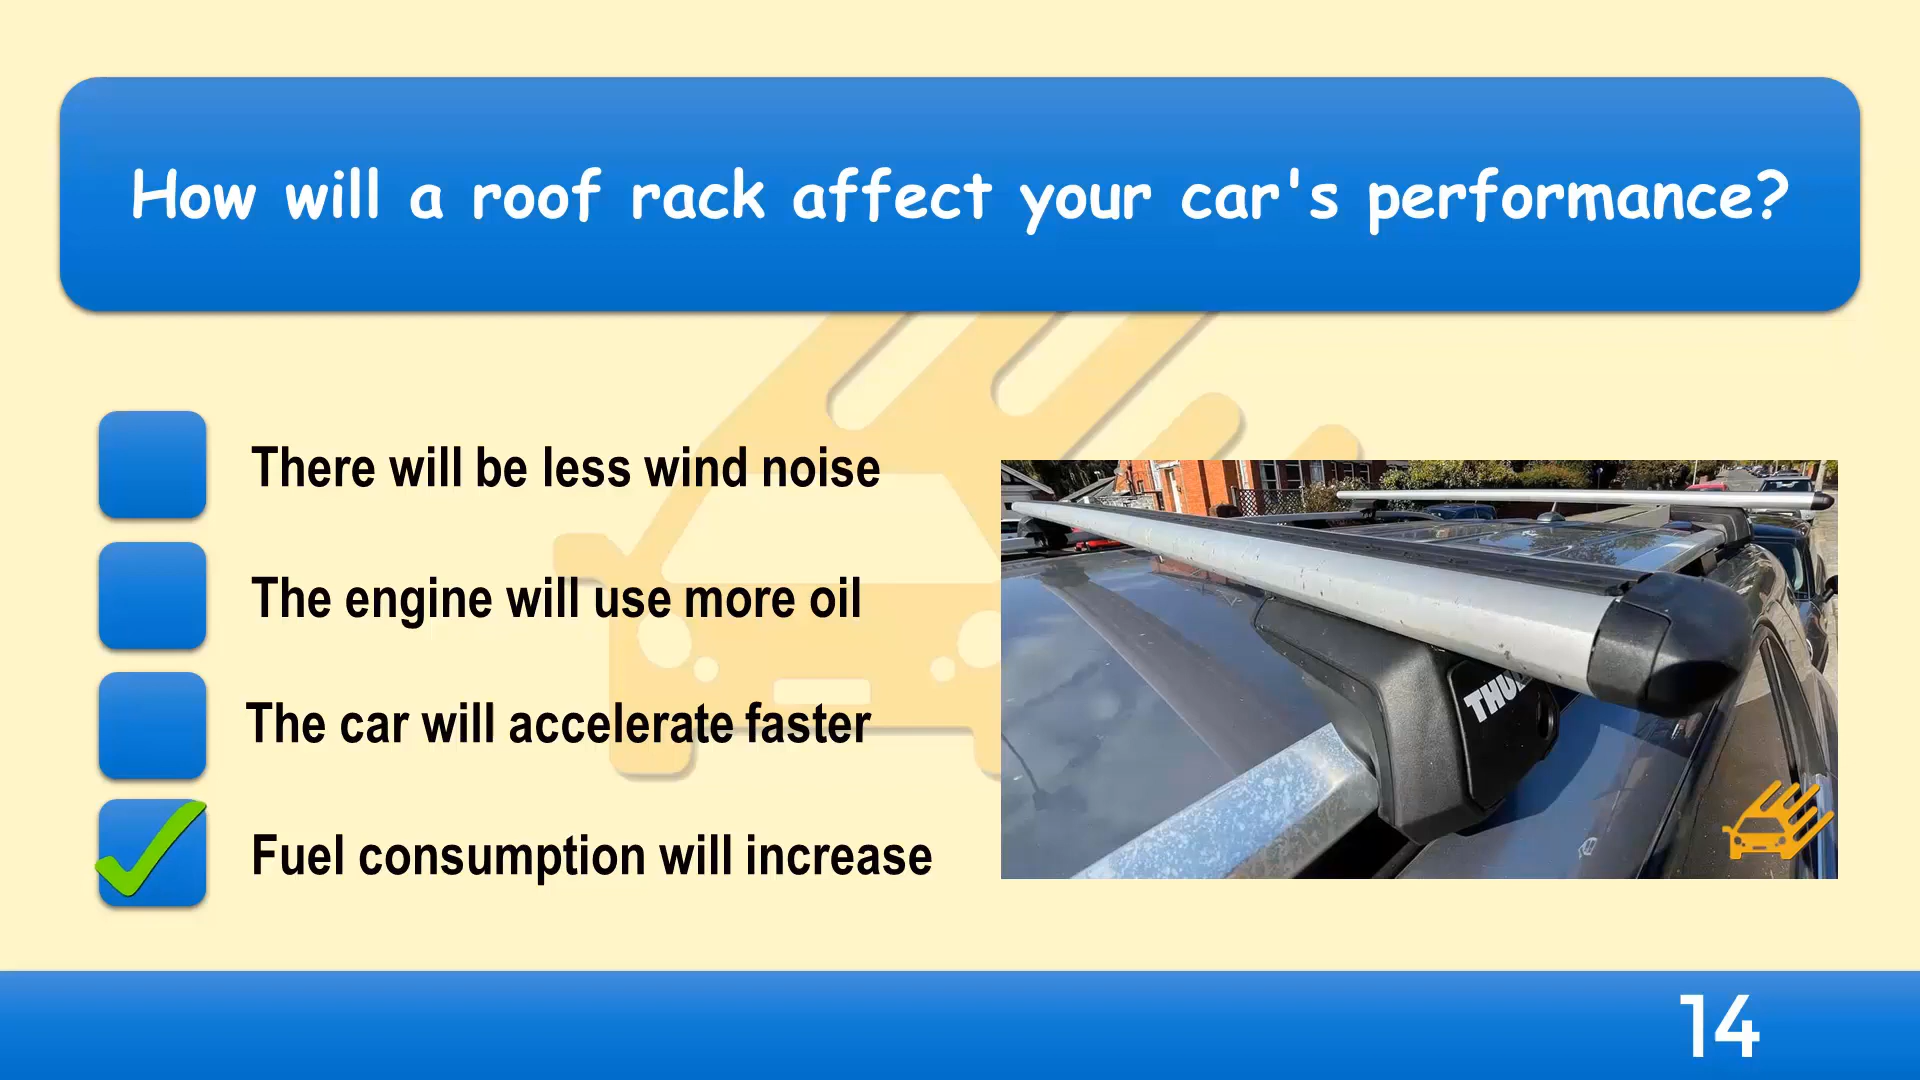 How will a roof rack affect your car's performance?
There will be less wind noise
The engine will use more oil
The car will accelerate faster
Fuel consumption will increase
14